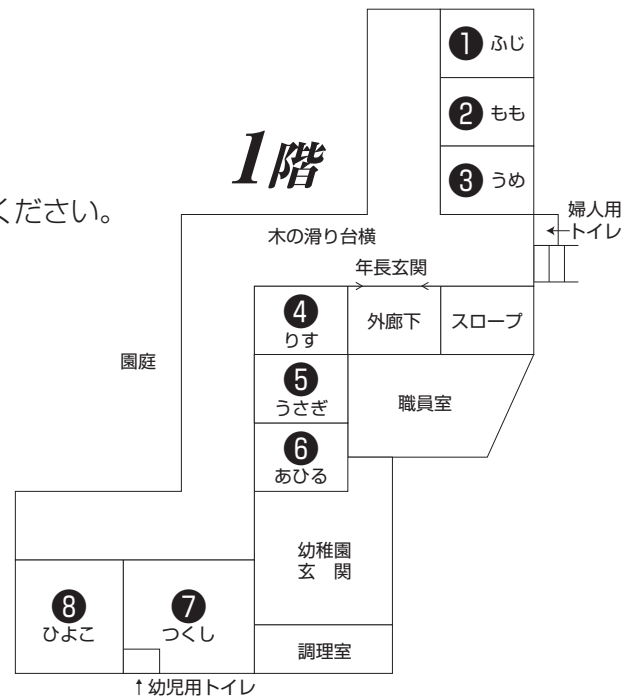 ❶ ふじ
❷ もも
1階
❸ うめ
ください。
婦人用
←トイレ
木の滑り台横
年長玄関
❹
りす
外廊下
スロープ
園庭
❺
うさぎ
職員室
❻
あひる
幼稚園
玄 関
❽
ひよこ
❼
つくし
調理室
↑幼児用トイレ